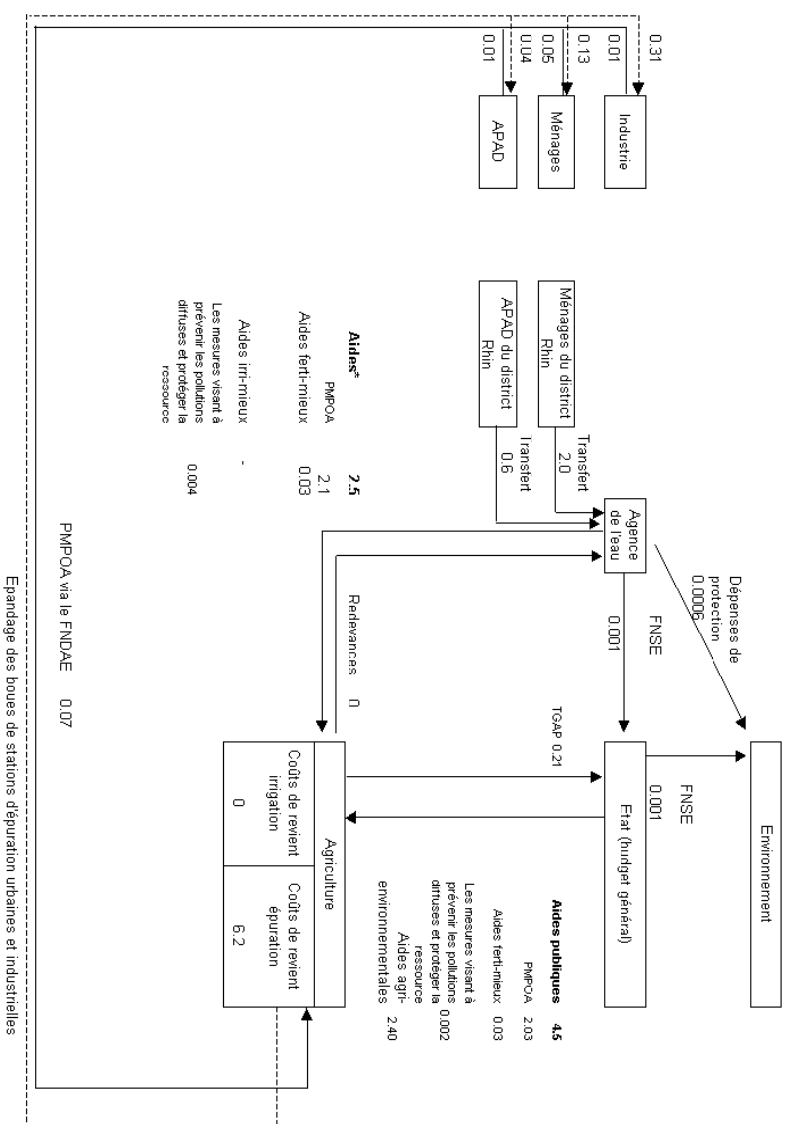 Environnement
Dépenses de
protection
0.0006
FNSE
0.001
FNSE
0.001
Industrie
0.31
0.01
Agence
de l'eau
Etat (budget général)
Ménages
0.13
0.05
Ménages du district
Rhin
Transfert
2.0
TGAP 0.21
Aides publiques 4.5
PMPOA 2.03
Aides ferti-mieux 0.03
Les mesures visant à
prévenir les pollutions
diffuses et protéger la
ressource 0.002
Aides agri-
environnementales 2.40
APAD
0.04
0.01
APAD du district
Rhin
Transfert
0.6
Aides* 2.5
PMPOA 2.1
Aides ferti-mieux 0.03
Aides irri-mieux -
Les mesures visant à
prévenir les pollutions
diffuses et protéger la
ressource 0.004
Redevances 0
Agriculture
Coûts de revient
irrigation
0
Coûts de revient
épuration
6.2
PMPOA via le FNDAE 0.07
Epandage des boues de stations d'épuration urbaines et industrielles